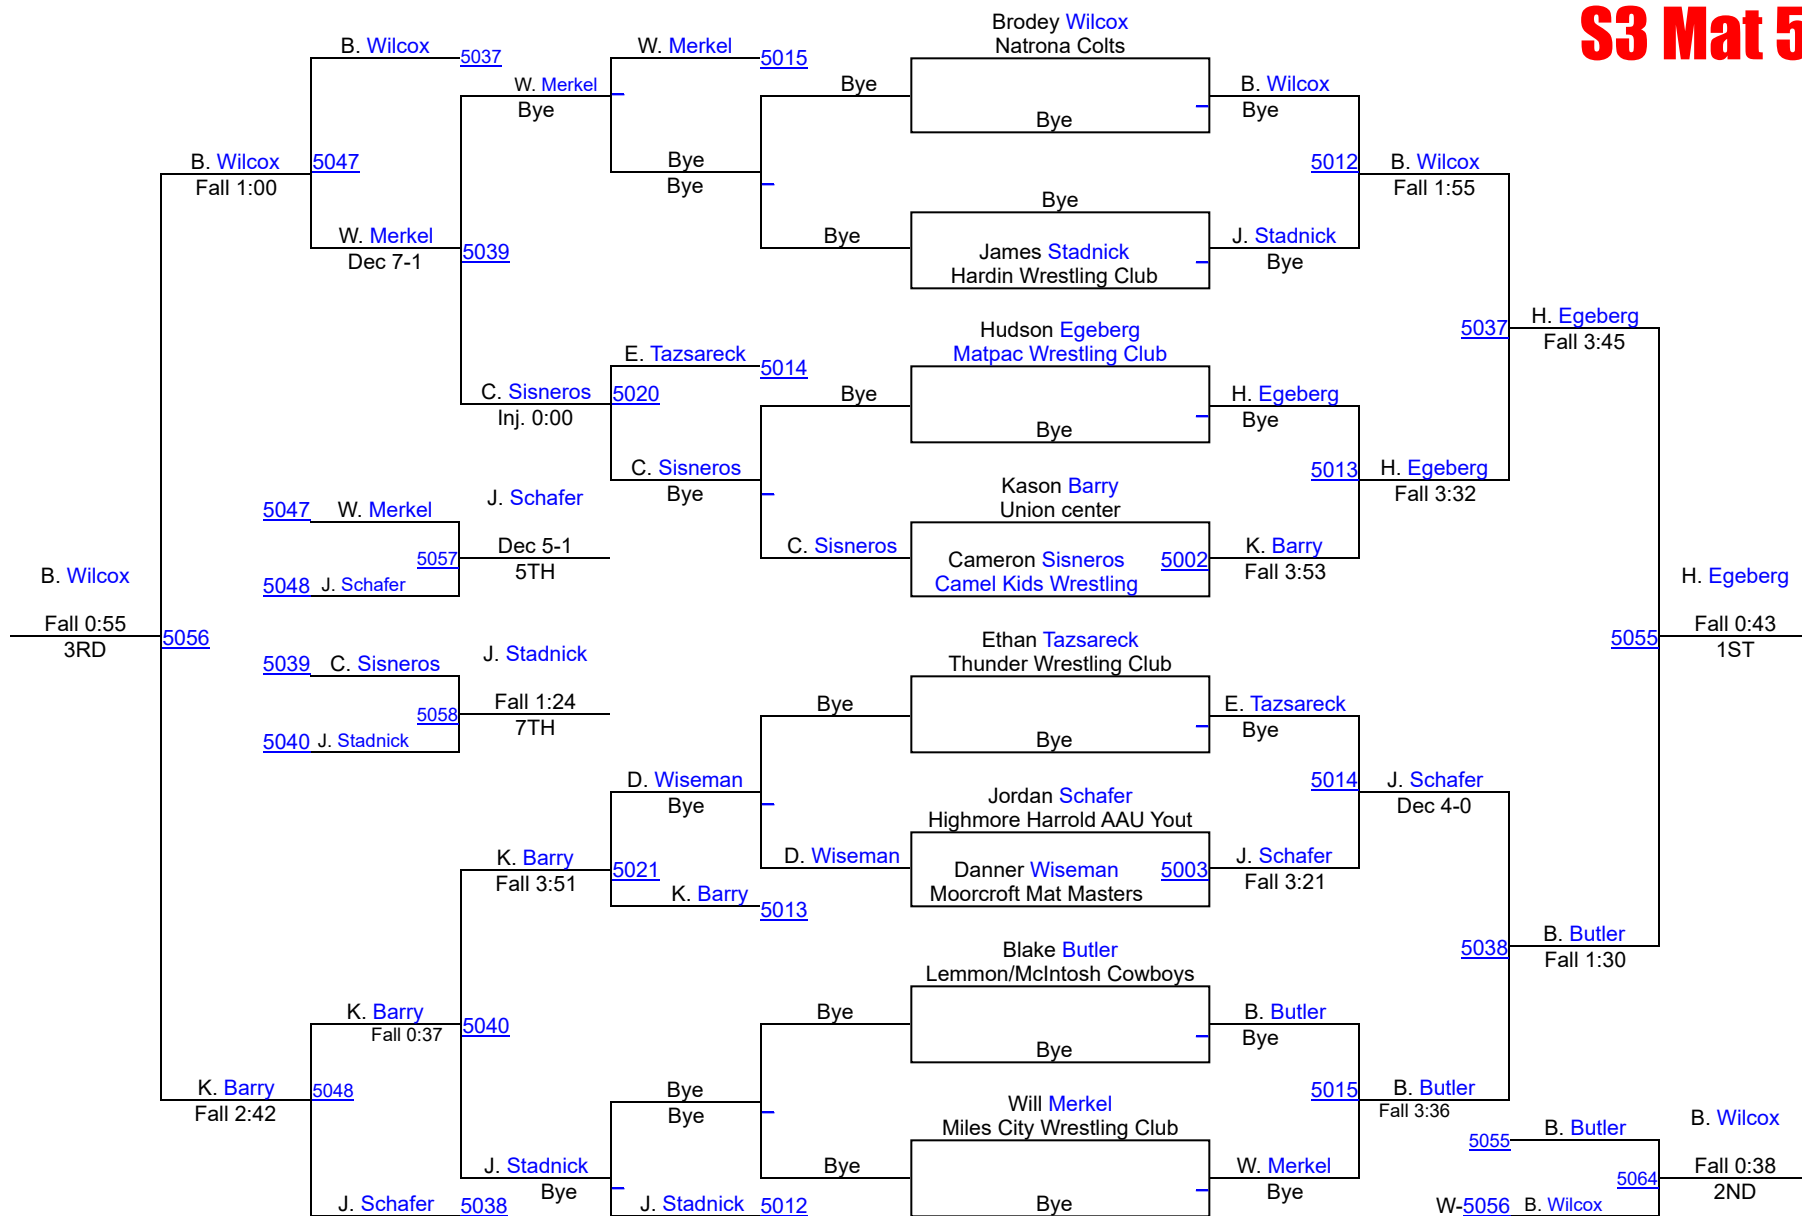 S3 Mat 5
Brodey Wilcox
Natrona Colts
B. Wilcox
5037
W. Merkel
5015
W. Merkel
Bye
Bye
Bye
B. Wilcox
Bye
B. Wilcox
Fall 1:00
5047
Bye
Bye
5012
B. Wilcox
Fall 1:55
Bye
W. Merkel
Dec 7-1
5039
Bye
James Stadnick
Hardin Wrestling Club
J. Stadnick
Bye
Hudson Egeberg
Matpac Wrestling Club
5037
H. Egeberg
Fall 3:45
E. Tazsareck
5014
C. Sisneros
Inj. 0:00
5020
Bye
Bye
H. Egeberg
Bye
C. Sisneros
Bye
5013
H. Egeberg
Fall 3:32
Kason Barry
Union center
5047
W. Merkel
J. Schafer
Dec 5-1
5TH
5057
5048
J. Schafer
C. Sisneros
Cameron Sisneros
Camel Kids Wrestling
5002
K. Barry
Fall 3:53
B. Wilcox
Fall 0:55
3RD
5056
H. Egeberg
Fall 0:43
1ST
5055
Ethan Tazsareck
Thunder Wrestling Club
5039
C. Sisneros
J. Stadnick
Fall 1:24
7TH
5058
5040
J. Stadnick
Bye
Bye
E. Tazsareck
Bye
D. Wiseman
Bye
5014
J. Schafer
Dec 4-0
Jordan Schafer
Highmore Harrold AAU Yout
K. Barry
Fall 3:51
5021
D. Wiseman
Danner Wiseman
Moorcroft Mat Masters
5003
J. Schafer
Fall 3:21
K. Barry
5013
Blake Butler
Lemmon/McIntosh Cowboys
5038
B. Butler
Fall 1:30
K. Barry
Fall 0:37
5040
Bye
Bye
B. Butler
Bye
K. Barry
Fall 2:42
5048
Bye
Bye
5015
B. Butler
Fall 3:36
Will Merkel
Miles City Wrestling Club
J. Stadnick
Bye
Bye
Bye
W. Merkel
Bye
5055
B. Butler
B. Wilcox
Fall 0:38
2ND
5064
J. Schafer
5038
J. Stadnick
5012
W-5056
B. Wilcox